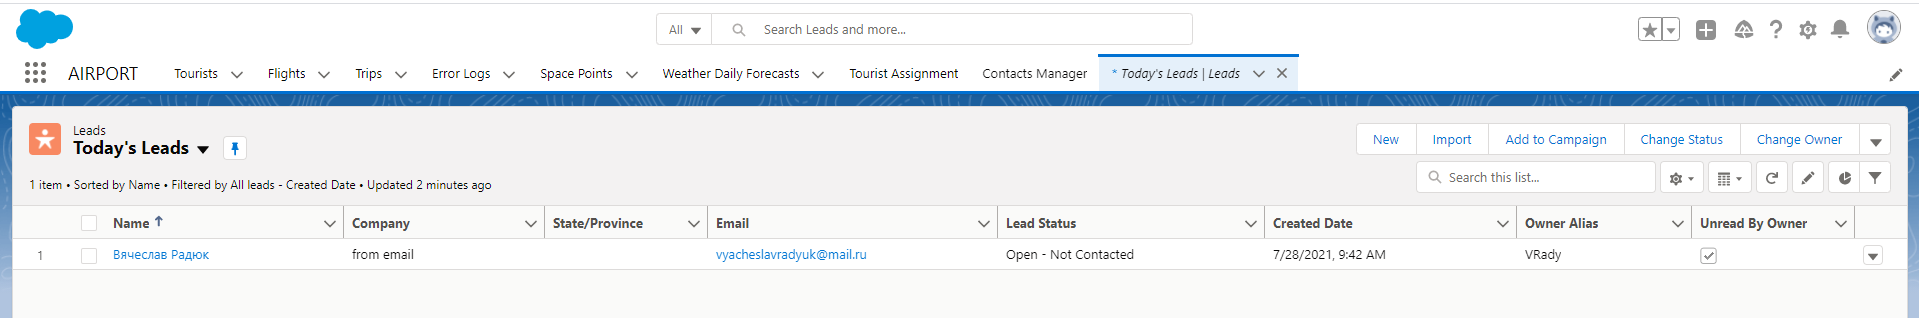 All Search Leads and more...
AIRPORT Tourists Flights Trips Error Logs Space Points Weather Daily Forecasts Tourist Assignment Contacts Manager * Today's Leads | Leads
Leads
Today's Leads
New Import Add to Campaign Change Status Change Owner
1 item • Sorted by Name • Filtered by All leads - Created Date • Updated 2 minutes ago
Search this list...
Name Company State/Province Email Lead Status Created Date Owner Alias Unread By Owner
1 Вячеслав Радюк from email vyacheslavradyuk@mail.ru Open - Not Contacted 7/28/2021, 9:42 AM VRady